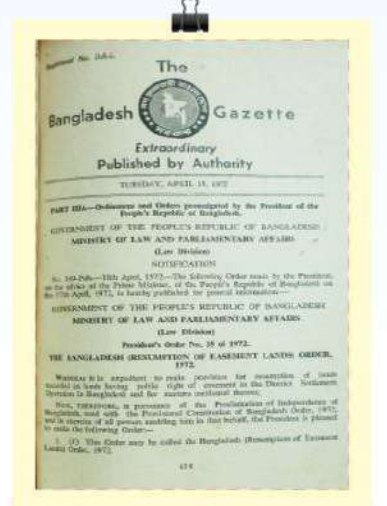 Registered No. DA-1.
The
Bangladesh Gazette
Extraordinary
Published by Authority
TUESDAY, APRIL 18, 1972
PART IIIA—Ordinances and Orders promulgated by the President of the
People's Republic of Bangladesh.
GOVERNMENT OF THE PEOPLE'S REPUBLIC OF BANGLADESH
MINISTRY OF LAW AND PARLIAMENTARY AFFAIRS
(Law Division)
NOTIFICATION
April, 1972.—The following Order made by the President,
on the advice of the Prime Minister, of the People's Republic of Bangladesh on
the 17th April, 1972, is hereby published for general information:—
GOVERNMENT OF THE PEOPLE'S REPUBLIC OF BANGLADESH
MINISTRY OF LAW AND PARLIAMENTARY AFFAIRS
(Law Division)
President's Order No. 35 of 1972.
THE BANGLADESH (RESUMPTION OF EASEMENT LANDS) ORDER,
1972.
WHEREAS it is expedient to make provision for resumption of lands
recorded as lands having public right of easement in the District Settlement
Operation in Bangladesh and for matters ancillary thereto;
NOW, THEREFORE, in pursuance of the Proclamation of Independence of
Bangladesh, read with the Provisional Constitution of Bangladesh Order, 1972,
and in exercise of all powers enabling him in that behalf, the President is pleased
to make the following Order:—
1. (1) This Order may be called the Bangladesh (Resumption of Easement
Lands) Order, 1972.